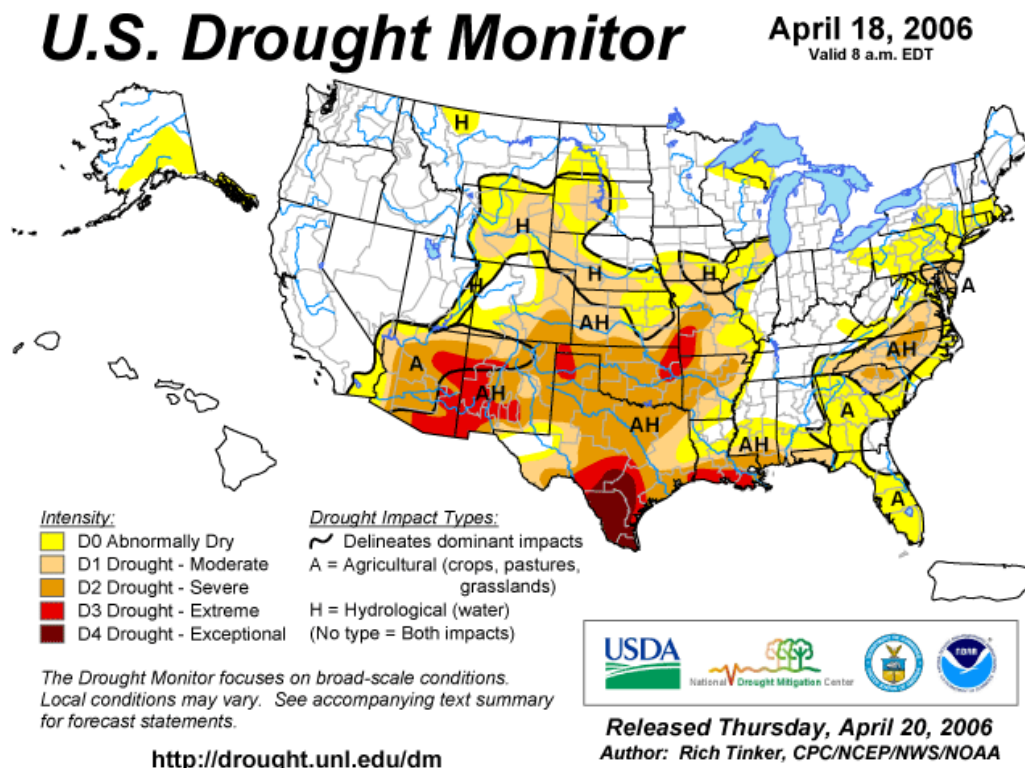 U.S. Drought Monitor
April 18, 2006
Valid 8 a.m. EDT
H
H
H
H
H
A
AH
A
AH
AH
AH
AH
A
A
Intensity:
D0 Abnormally Dry
D1 Drought - Moderate
D2 Drought - Severe
D3 Drought - Extreme
D4 Drought - Exceptional
Drought Impact Types:
Delineates dominant impacts
A = Agricultural (crops, pastures,
grasslands)
H = Hydrological (water)
(No type = Both impacts)
The Drought Monitor focuses on broad-scale conditions.
Local conditions may vary. See accompanying text summary
for forecast statements.
http://drought.unl.edu/dm
USDA
National Drought Mitigation Center
NOAA
Released Thursday, April 20, 2006
Author: Rich Tinker, CPC/NCEP/NWS/NOAA